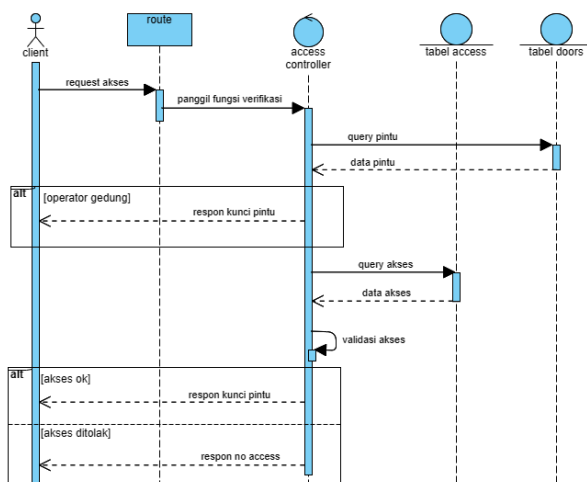 client
route
access
controller
tabel access
tabel doors
request akses
panggil fungsi verifikasi
query pintu
data pintu
alt
[operator gedung]
respon kunci pintu
query akses
data akses
validasi akses
alt
[akses ok]
respon kunci pintu
[akses ditolak]
respon no access